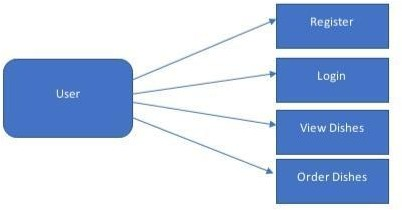 User
Register
Login
View Dishes
Order Dishes